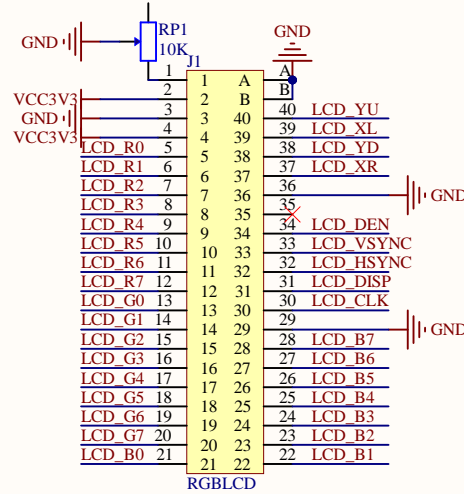 RP1
GND
GND
10K
J1
1 1 A A
VCC3V3 2 2 B B
GND 3 3 40 40 LCD_YU
VCC3V3 4 4 39 39 LCD_XL
LCD_R0 5 5 38 38 LCD_YD
LCD_R1 6 6 37 37 LCD_XR
LCD_R2 7 7 36 36 GND
LCD_R3 8 8 35 35
LCD_R4 9 9 34 34 LCD_DEN
LCD_R5 10 10 33 33 LCD_VSYNC
LCD_R6 11 11 32 32 LCD_HSYNC
LCD_R7 12 12 31 31 LCD_DISP
LCD_G0 13 13 30 30 LCD_CLK
LCD_G1 14 14 29 29 GND
LCD_G2 15 15 28 28 LCD_B7
LCD_G3 16 16 27 27 LCD_B6
LCD_G4 17 17 26 26 LCD_B5
LCD_G5 18 18 25 25 LCD_B4
LCD_G6 19 19 24 24 LCD_B3
LCD_G7 20 20 23 23 LCD_B2
LCD_B0 21 21 22 22 LCD_B1
RGBLCD